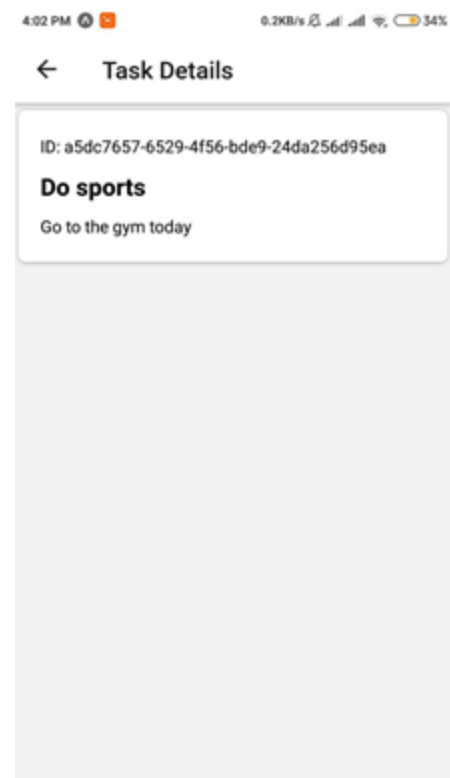 4:02 PM 0.2KB/s 34%
Task Details
ID: a5dc7657-6529-4f56-bde9-24da256d95ea
Do sports
Go to the gym today